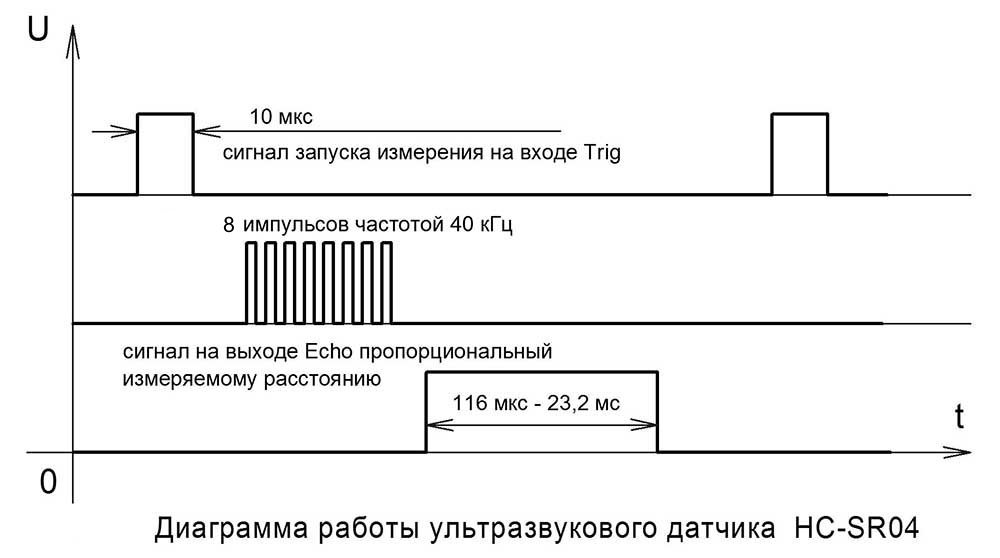 U
10 мкс
сигнал запуска измерения на входе Trig
8 импульсов частотой 40 кГц
сигнал на выходе Echo пропорциональный
измеряемому расстоянию
116 мкс - 23,2 мс
t
0
Диаграмма работы ультразвукового датчика HC-SR04